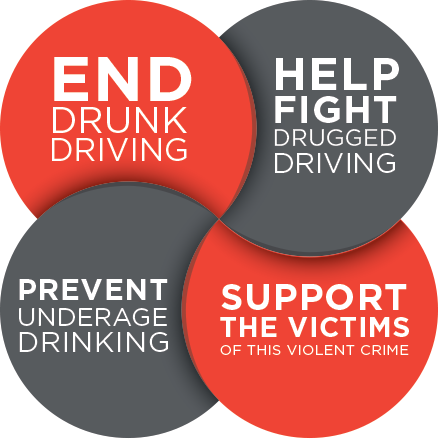 END
DRUNK
DRIVING
HELP
FIGHT
DRUGGED
DRIVING
PREVENT
UNDERAGE
DRINKING
SUPPORT
THE VICTIMS
OF THIS VIOLENT CRIME